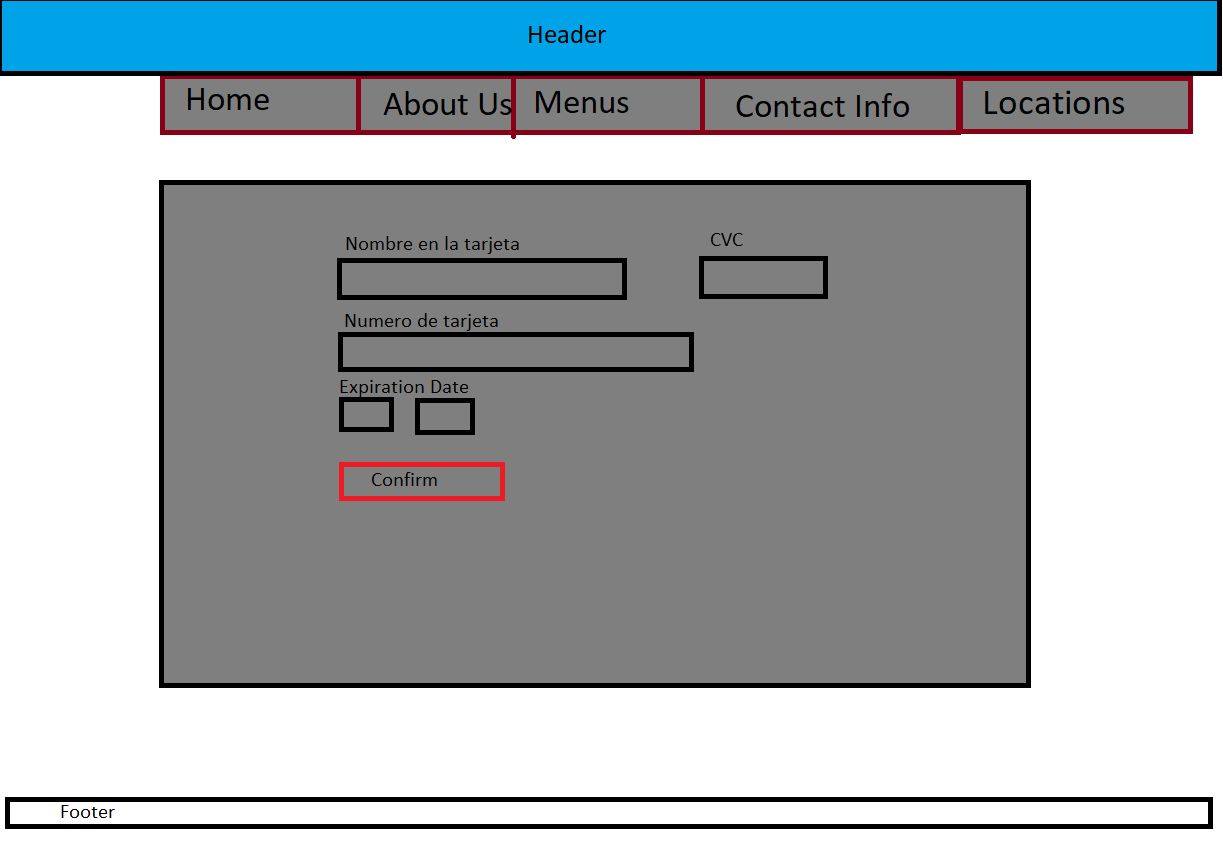 Header
Home
About Us
Menus
Contact Info
Locations
Nombre en la tarjeta
CVC
Numero de tarjeta
Expiration Date
Confirm
Footer